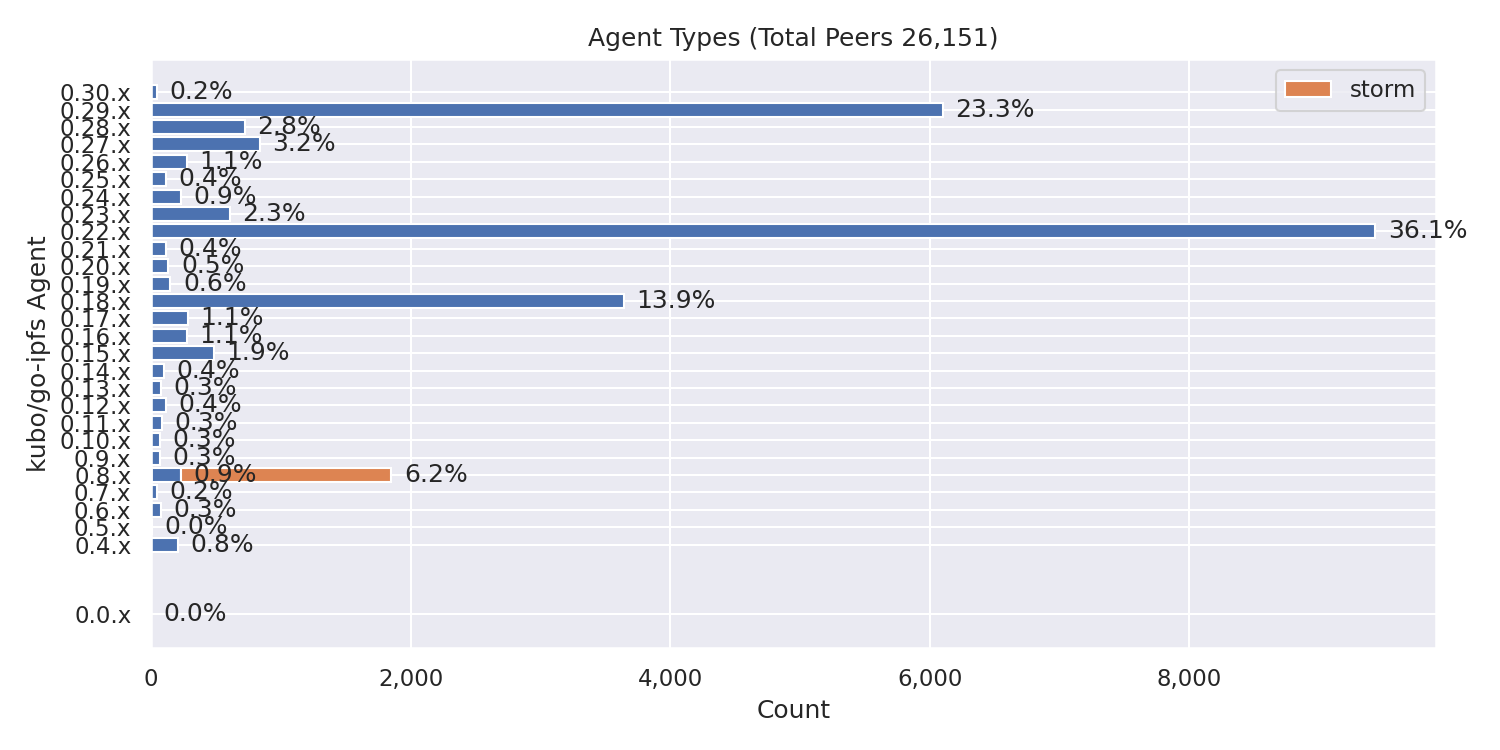 Agent Types (Total Peers 26,151)
storm
kubo/go-ipfs Agent
0.30.x 0.2%
0.29.x 23.3%
0.28.x 2.8%
0.27.x 3.2%
0.26.x 1.1%
0.25.x 0.4%
0.24.x 0.9%
0.23.x 2.3%
0.22.x 36.1%
0.21.x 0.4%
0.20.x 0.5%
0.19.x 0.6%
0.18.x 13.9%
0.17.x 1.1%
0.16.x 1.1%
0.15.x 1.9%
0.14.x 0.4%
0.13.x 0.3%
0.12.x 0.4%
0.11.x 0.3%
0.10.x 0.3%
0.9.x 0.3%
0.8.x 0.9% 6.2%
0.7.x 0.2%
0.6.x 0.3%
0.5.x 0.0%
0.4.x 0.8%
0.0.x 0.0%
0 2,000 4,000 6,000 8,000
Count